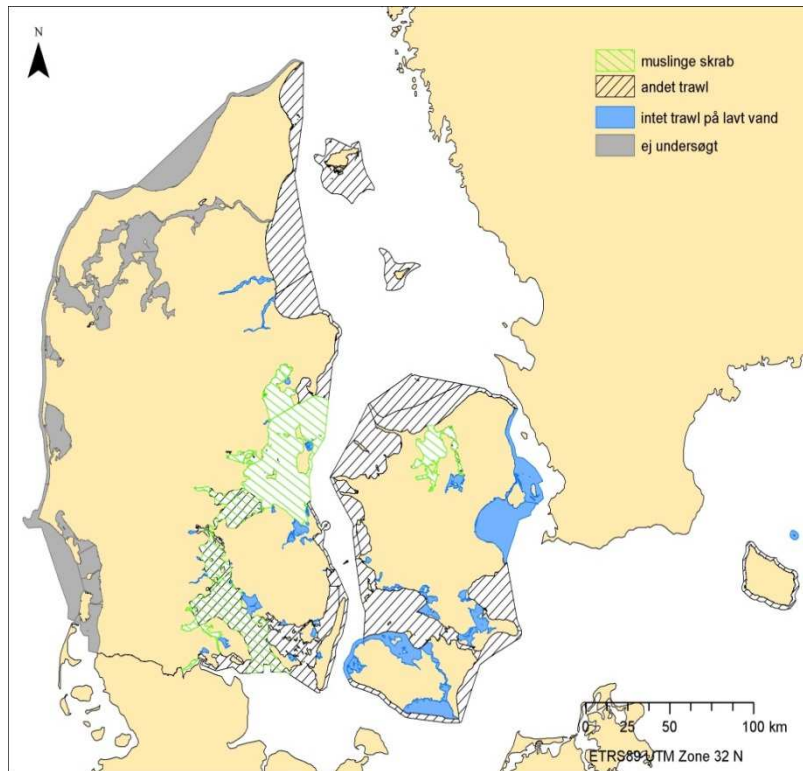 N
muslinge skrab
andet trawl
intet trawl på lavt vand
ej undersøgt
0 25 50 100 km
ETRS89 UTM Zone 32 N